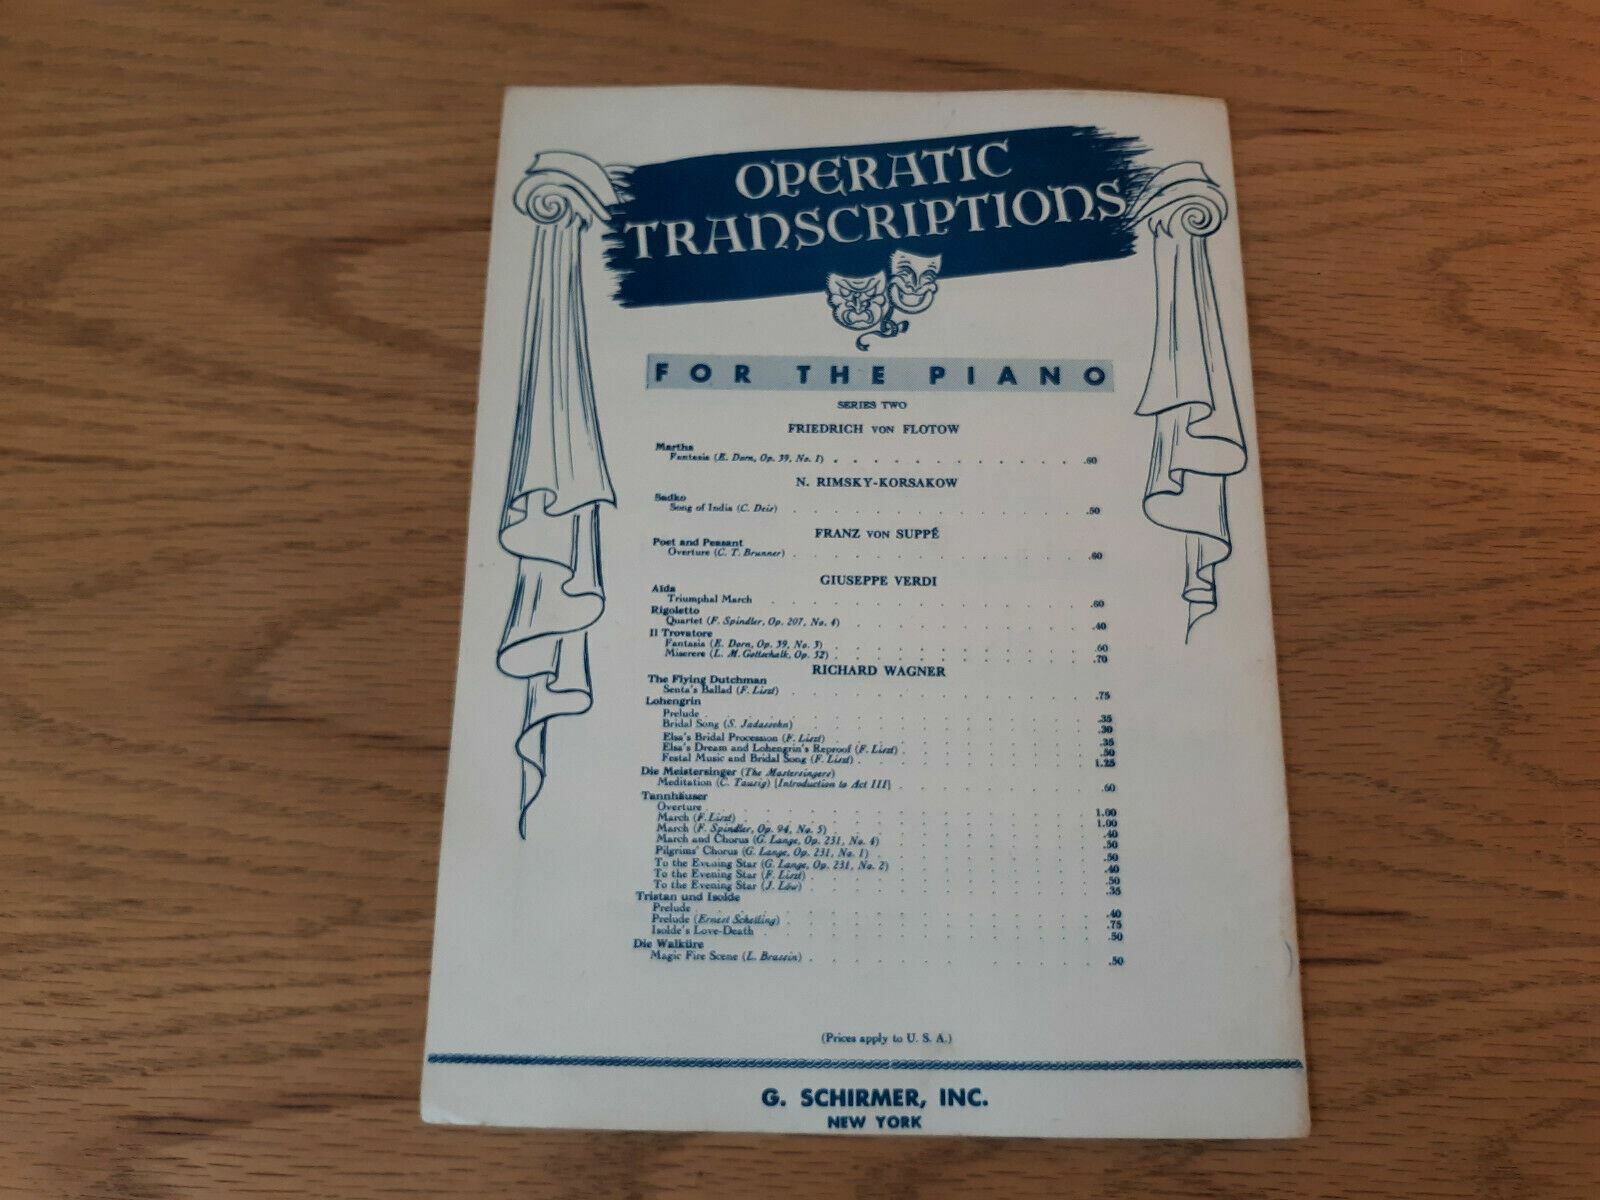 OPERATIC
TRANSCRIPTIONS
FOR THE PIANO
SERIES TWO
FRIEDRICH VON FLOTOW
Martha
Fantasia (E. Dorn, Op. 39, No. 1) .60
N. RIMSKY-KORSAKOW
Sadko
Song of India (C. Deis) .50
FRANZ VON SUPPÉ
Poet and Peasant
Overture (C. T. Brunner) .60
GIUSEPPE VERDI
Aïda
Triumphal March .60
Rigoletto
Quartet (F. Spindler, Op. 207, No. 4) .40
Il Trovatore
Fantasia (E. Dorn, Op. 39, No. 3) .60
Miserere (L. M. Gottschalk, Op. 52) .70
RICHARD WAGNER
The Flying Dutchman
Senta's Ballad (F. Liszt) .75
Lohengrin
Prelude .35
Bridal Song (S. Jadassohn) .30
Elsa's Bridal Procession (F. Liszt) .35
Elsa's Dream and Lohengrin's Reproof (F. Liszt) .50
Festal Music and Bridal Song (F. Liszt) 1.25
Die Meistersinger (The Mastersingers)
Meditation (C. Tausig) [Introduction to Act III] .60
Tannhäuser
Overture 1.00
March (F. Liszt) 1.00
March (F. Spindler, Op. 94, No. 5) .40
March and Chorus (G. Lange, Op. 231, No. 4) .50
Pilgrims' Chorus (G. Lange, Op. 231, No. 1) .50
To the Evening Star (G. Lange, Op. 231, No. 2) .40
To the Evening Star (F. Liszt) .50
To the Evening Star (J. Löw) .35
Tristan und Isolde
Prelude .40
Prelude (Ernest Schelling) .75
Isolde's Love-Death .50
Die Walküre
Magic Fire Scene (L. Brassin) .50
(Prices apply to U. S. A.)
G. SCHIRMER, INC.
NEW YORK